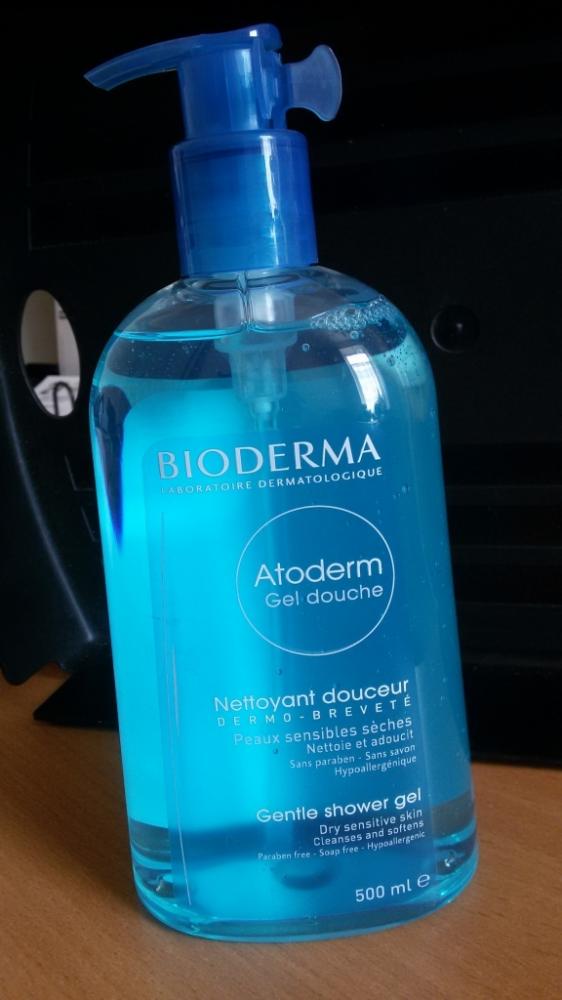 BIODERMA
LABORATOIRE DERMATOLOGIQUE
Atoderm
Gel douche
Nettoyant douceur
DERMO-BREVETÉ
Peaux sensibles sèches
Nettoie et adoucit
Sans paraben - Sans savon
Hypoallergénique
Gentle shower gel
Dry sensitive skin
Cleanses and softens
Paraben free - Soap free - Hypoallergenic
500 ml ℮